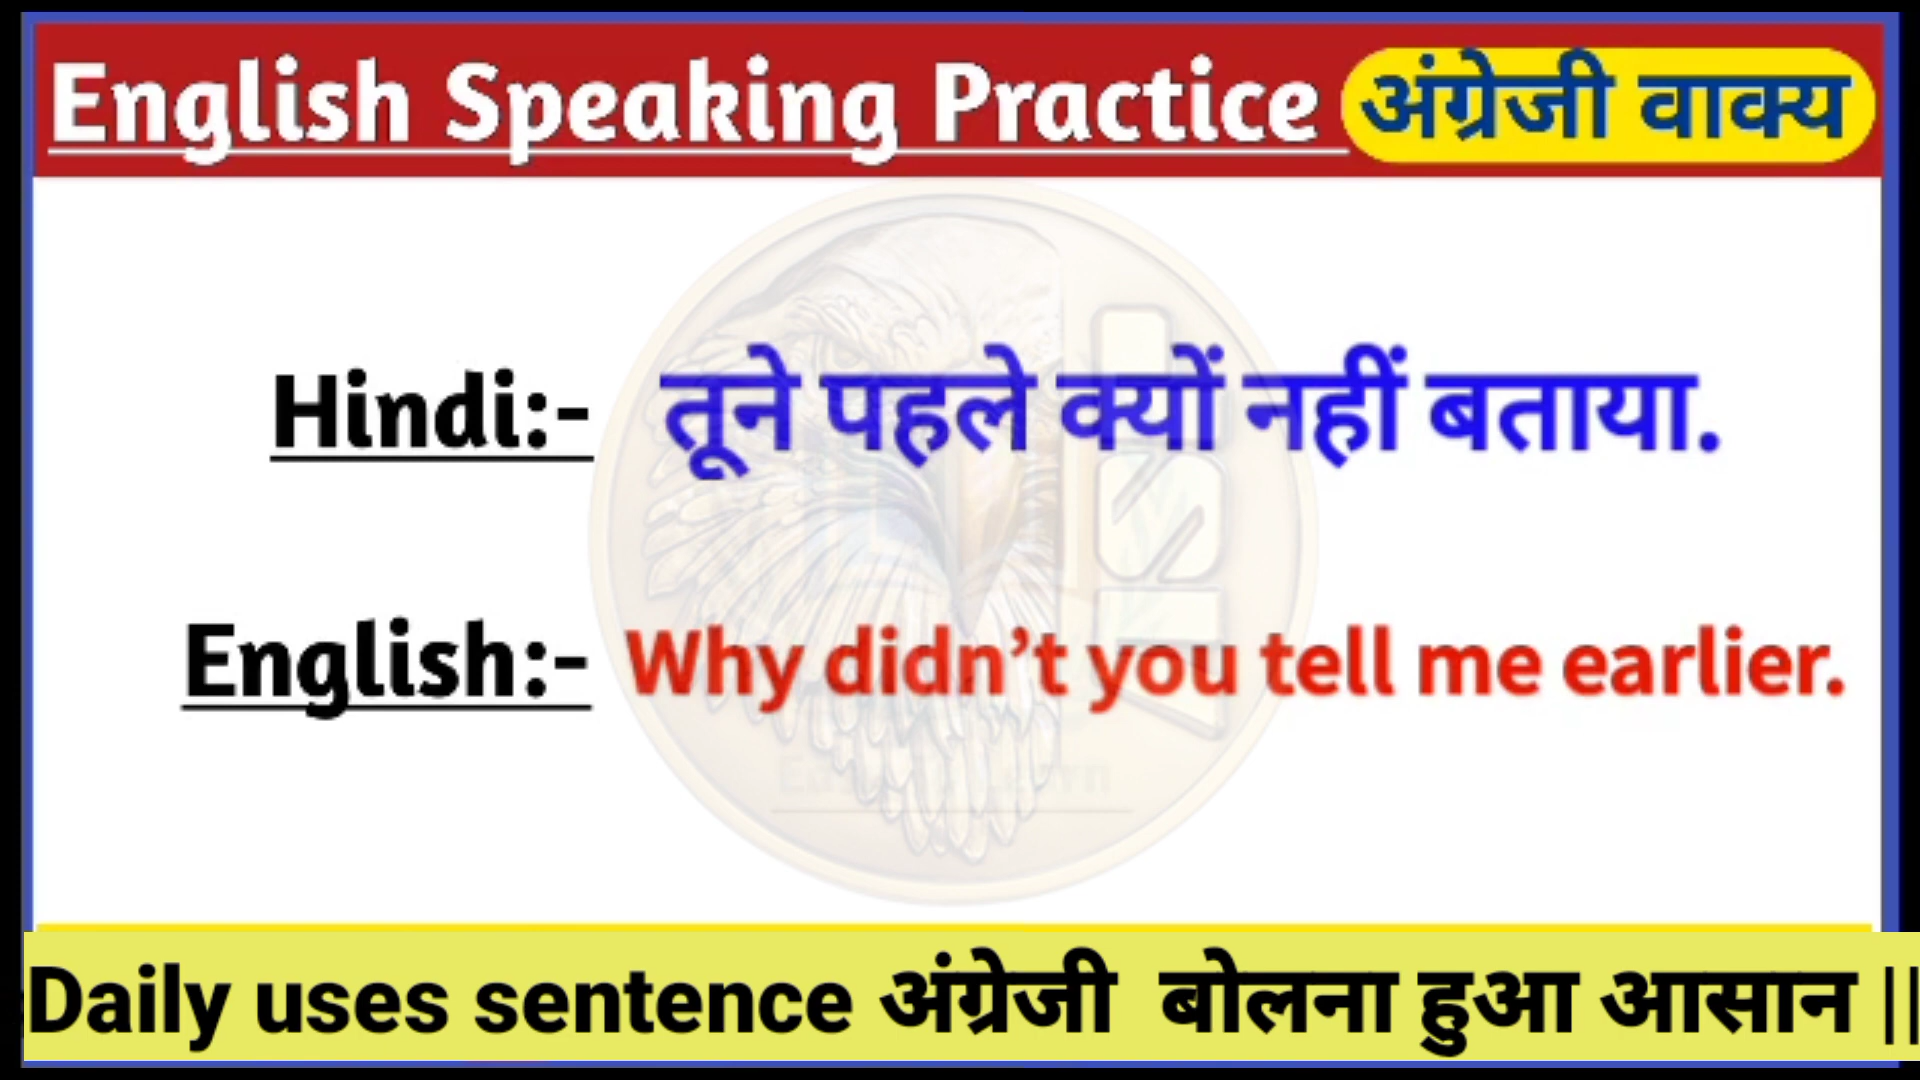 English Speaking Practice अंग्रेजी वाक्य
Hindi:- तूने पहले क्यों नहीं बताया.
English:- Why didn’t you tell me earlier.
Daily uses sentence अंग्रेजी बोलना हुआ आसान ||